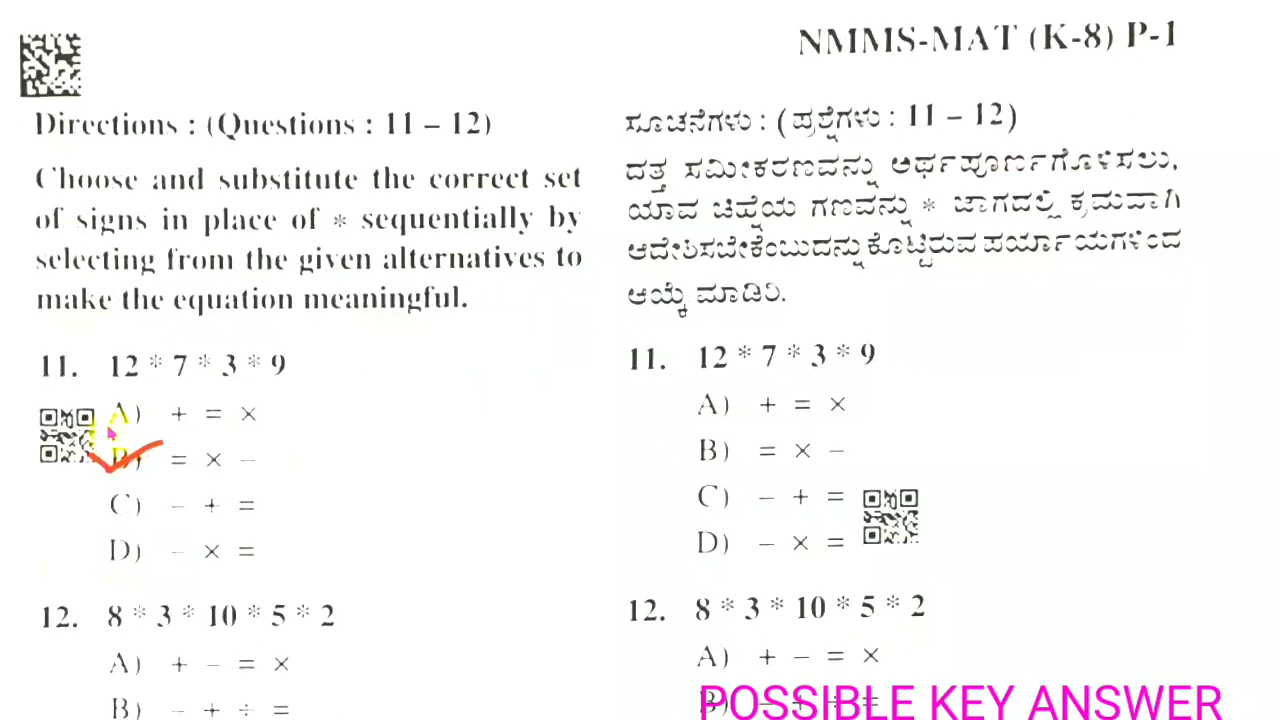 NMMS-MAT (K-8) P-1
Directions : (Questions : 11 – 12)
Choose and substitute the correct set
of signs in place of * sequentially by
selecting from the given alternatives to
make the equation meaningful.
11. 12 * 7 * 3 * 9
A) + = ×
B) = × –
C) – + =
D) – × =
12. 8 * 3 * 10 * 5 * 2
A) + – = ×
B) – + ÷ =
ಸೂಚನೆಗಳು : (ಪ್ರಶ್ನೆಗಳು : 11 – 12)
ದತ್ತ ಸಮೀಕರಣವನ್ನು ಅರ್ಥಪೂರ್ಣಗೊಳಿಸಲು,
ಯಾವ ಚಿಹ್ನೆಯ ಗಣವನ್ನು * ಜಾಗದಲ್ಲಿ ಕ್ರಮವಾಗಿ
ಆದೇಶಿಸಬೇಕೆಂಬುದನ್ನು ಕೊಟ್ಟಿರುವ ಪರ್ಯಾಯಗಳಿಂದ
ಆಯ್ಕೆ ಮಾಡಿರಿ.
11. 12 * 7 * 3 * 9
A) + = ×
B) = × –
C) – + =
D) – × =
12. 8 * 3 * 10 * 5 * 2
A) + – = ×
POSSIBLE KEY ANSWER